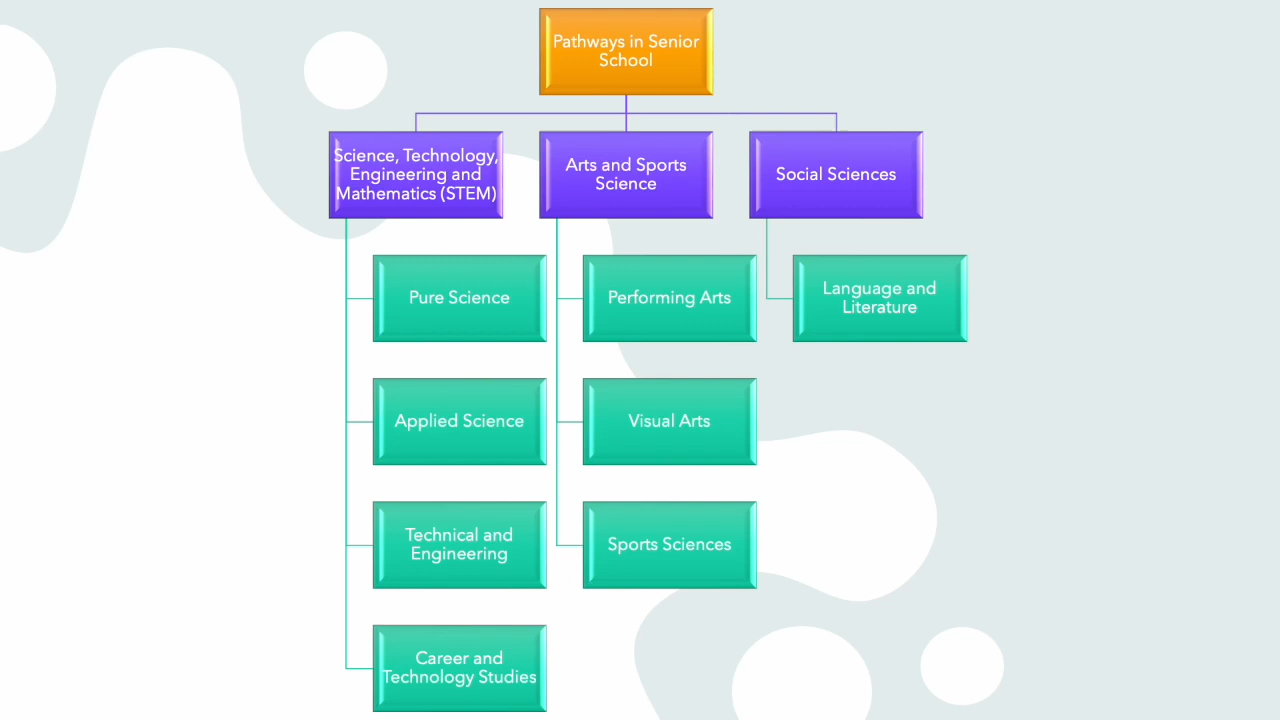 Pathways in Senior
School
Science, Technology,
Engineering and
Mathematics (STEM)
Arts and Sports
Science
Social Sciences
Pure Science
Performing Arts
Language and
Literature
Applied Science
Visual Arts
Technical and
Engineering
Sports Sciences
Career and
Technology Studies